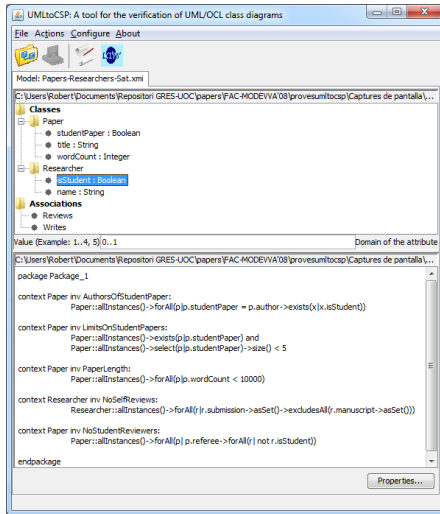 UMLtoCSP: A tool for the verification of UML/OCL class diagrams
File Actions Configure About
Model: Papers-Researchers-Sat.xmi
C:\Users\Robert\Documents\Repositori GRES-UOC\papers\FAC-MODEVVA'08\provesumltocsp\Captures de pantalla\,...
Classes
Paper
studentPaper : Boolean
title : String
wordCount : Integer
Researcher
isStudent : Boolean
name : String
Associations
Reviews
Writes
Value (Example: 1..4, 5) 0..1 Domain of the attribute
C:\Users\Robert\Documents\Repositori GRES-UOC\papers\FAC-MODEVVA'08\provesumltocsp\Captures de pantalla\,...
package Package_1
context Paper inv AuthorsOfStudentPaper:
Paper::allInstances()->forAll(p|p.studentPaper = p.author->exists(x|x.isStudent))
context Paper inv LimitsOnStudentPapers:
Paper::allInstances()->exists(p|p.studentPaper) and
Paper::allInstances()->select(p|p.studentPaper)->size() < 5
context Paper inv PaperLength:
Paper::allInstances()->forAll(p|p.wordCount < 10000)
context Researcher inv NoSelfReviews:
Researcher::allInstances()->forAll(r|r.submission->asSet()->excludesAll(r.manuscript->asSet()))
context Paper inv NoStudentReviewers:
Paper::allInstances()->forAll(p| p.referee->forAll(r| not r.isStudent))
endpackage
Properties...